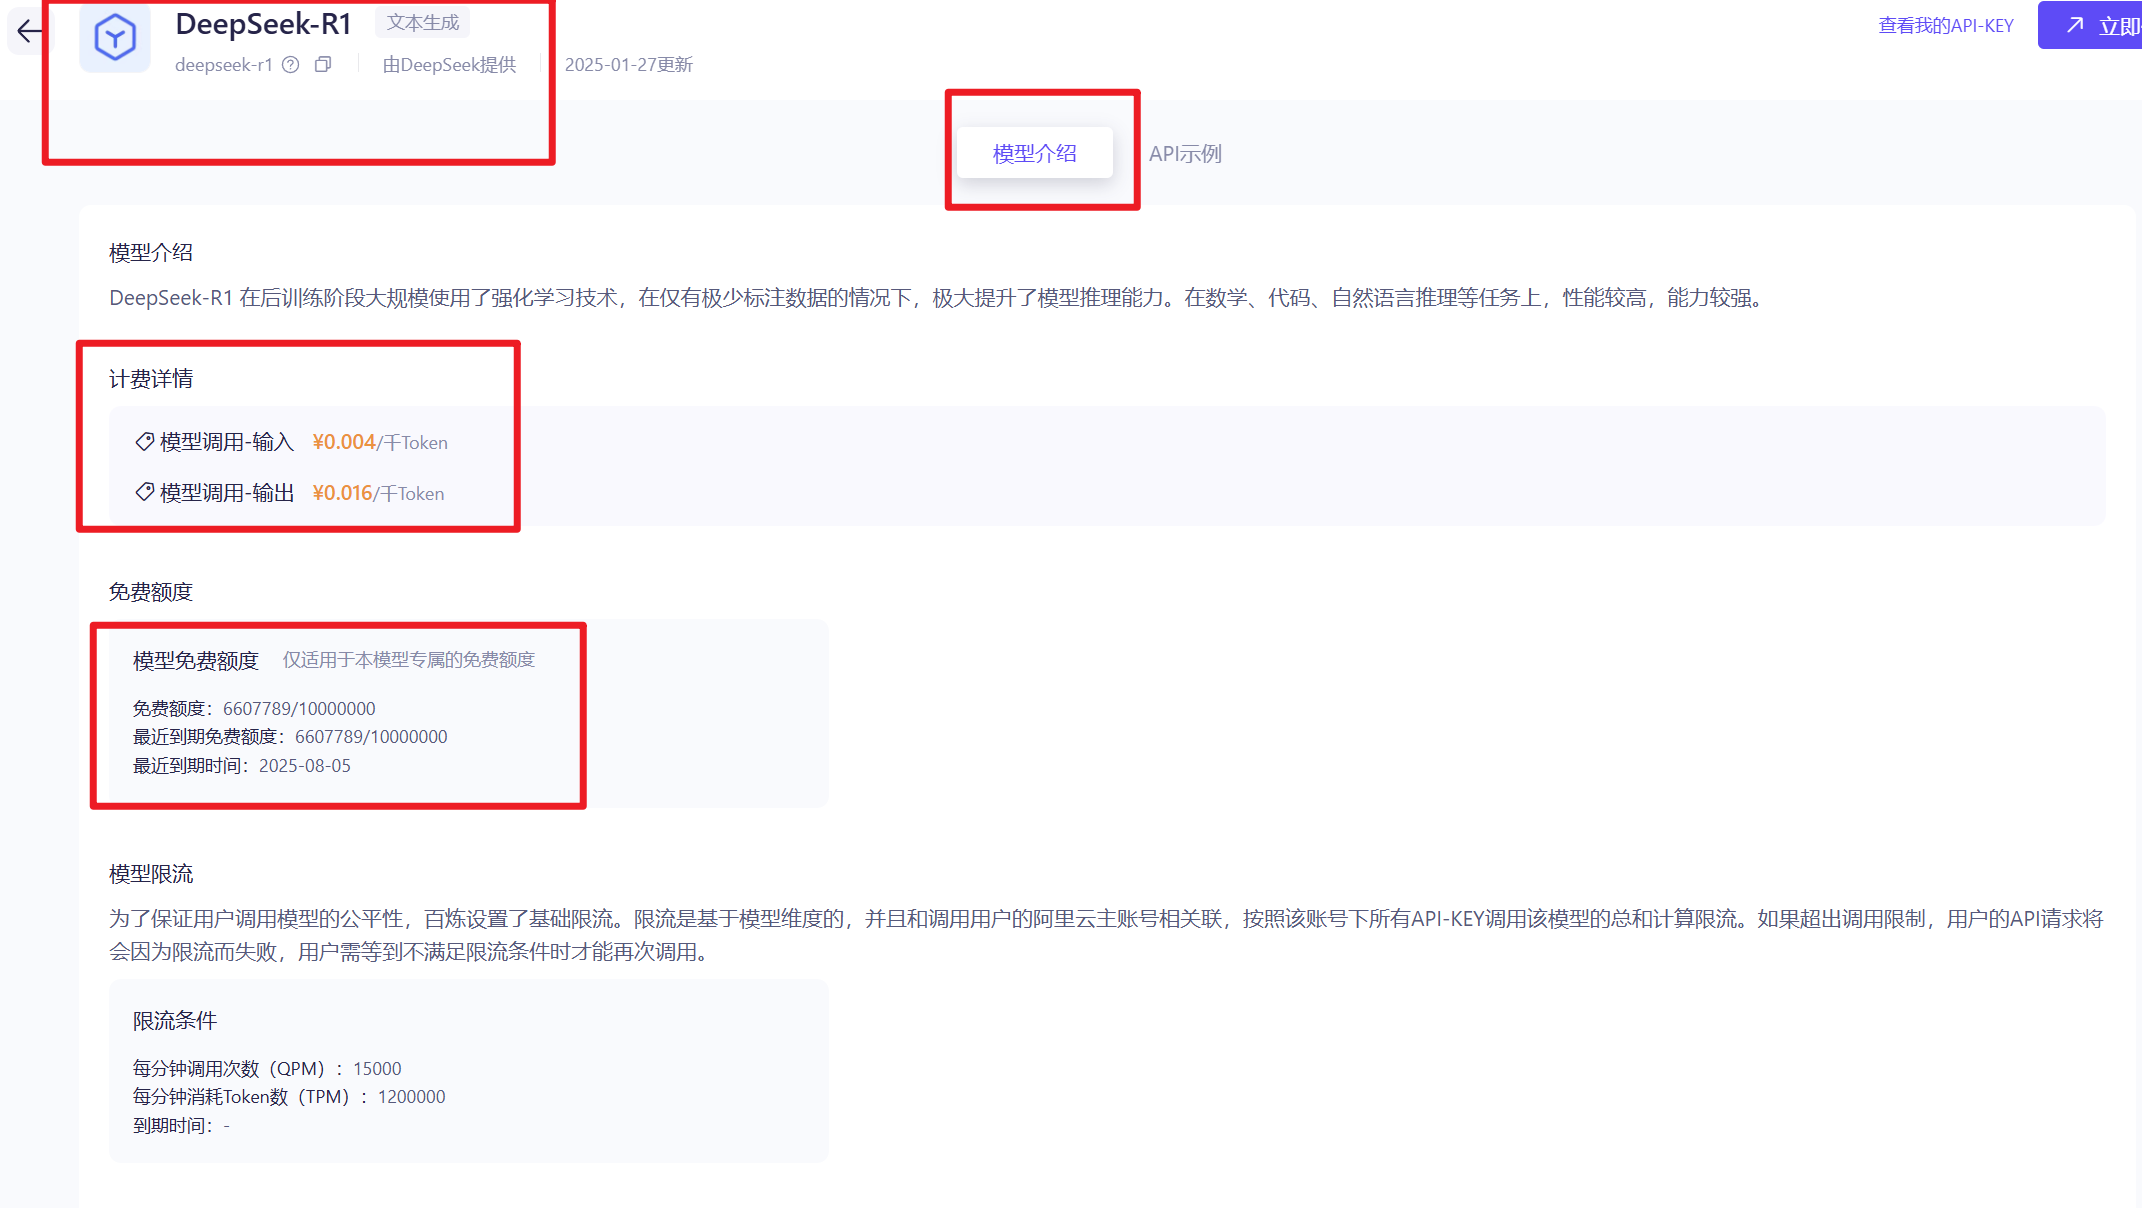 DeepSeek-R1 文本生成 查看我的API-KEY 立即
deepseek-r1 由DeepSeek提供 2025-01-27更新
模型介绍 API示例
模型介绍
DeepSeek-R1 在后训练阶段大规模使用了强化学习技术，在仅有极少标注数据的情况下，极大提升了模型推理能力。在数学、代码、自然语言推理等任务上，性能较高，能力较强。
计费详情
模型调用-输入 ¥0.004/千Token
模型调用-输出 ¥0.016/千Token
免费额度
模型免费额度 仅适用于本模型专属的免费额度
免费额度：6607789/10000000
最近到期免费额度：6607789/10000000
最近到期时间：2025-08-05
模型限流
为了保证用户调用模型的公平性，百炼设置了基础限流。限流是基于模型维度的，并且和调用用户的阿里云主账号相关联，按照该账号下所有API-KEY调用该模型的总和计算限流。如果超出调用限制，用户的API请求将
会因为限流而失败，用户需等到不满足限流条件时才能再次调用。
限流条件
每分钟调用次数（QPM）：15000
每分钟消耗Token数（TPM）：1200000
到期时间：-